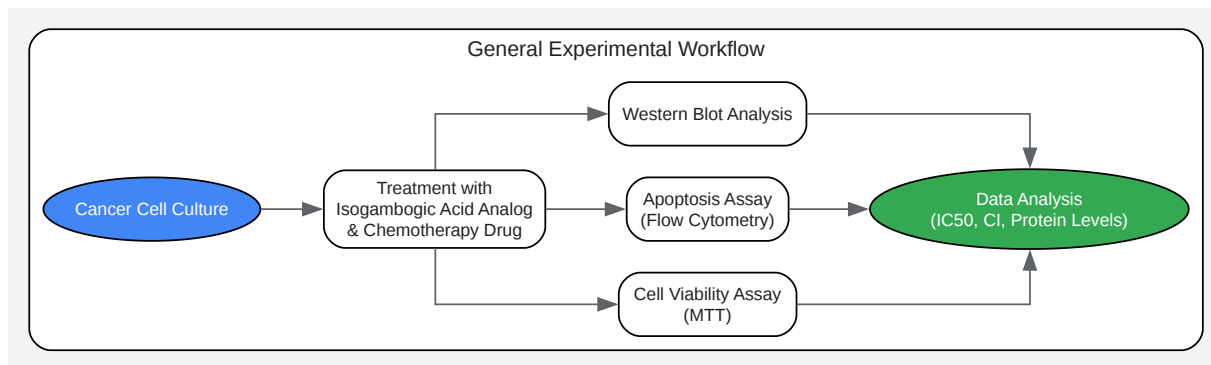 General Experimental Workflow
Western Blot Analysis
Cancer Cell Culture
Treatment with
Isogambogic Acid Analog
& Chemotherapy Drug
Apoptosis Assay
(Flow Cytometry)
Data Analysis
(IC50, CI, Protein Levels)
Cell Viability Assay
(MTT)